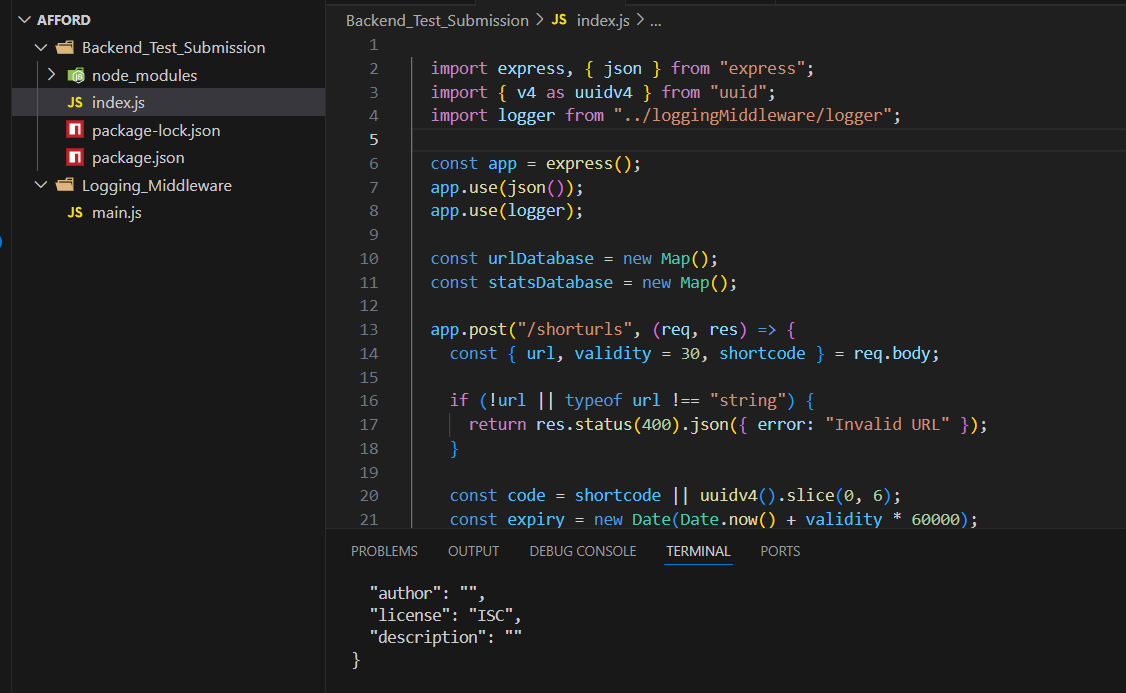 AFFORD
Backend_Test_Submission
node_modules
JS index.js
package-lock.json
package.json
Logging_Middleware
JS main.js
Backend_Test_Submission > JS index.js > ...
1
2 import express, { json } from "express";
3 import { v4 as uuidv4 } from "uuid";
4 import logger from "../loggingMiddleware/logger";
5
6 const app = express();
7 app.use(json());
8 app.use(logger);
9
10 const urlDatabase = new Map();
11 const statsDatabase = new Map();
12
13 app.post("/shorturls", (req, res) => {
14 const { url, validity = 30, shortcode } = req.body;
15
16 if (!url || typeof url !== "string") {
17 return res.status(400).json({ error: "Invalid URL" });
18 }
19
20 const code = shortcode || uuidv4().slice(0, 6);
21 const expiry = new Date(Date.now() + validity * 60000);
PROBLEMS OUTPUT DEBUG CONSOLE TERMINAL PORTS
"author": "",
"license": "ISC",
"description": ""
}